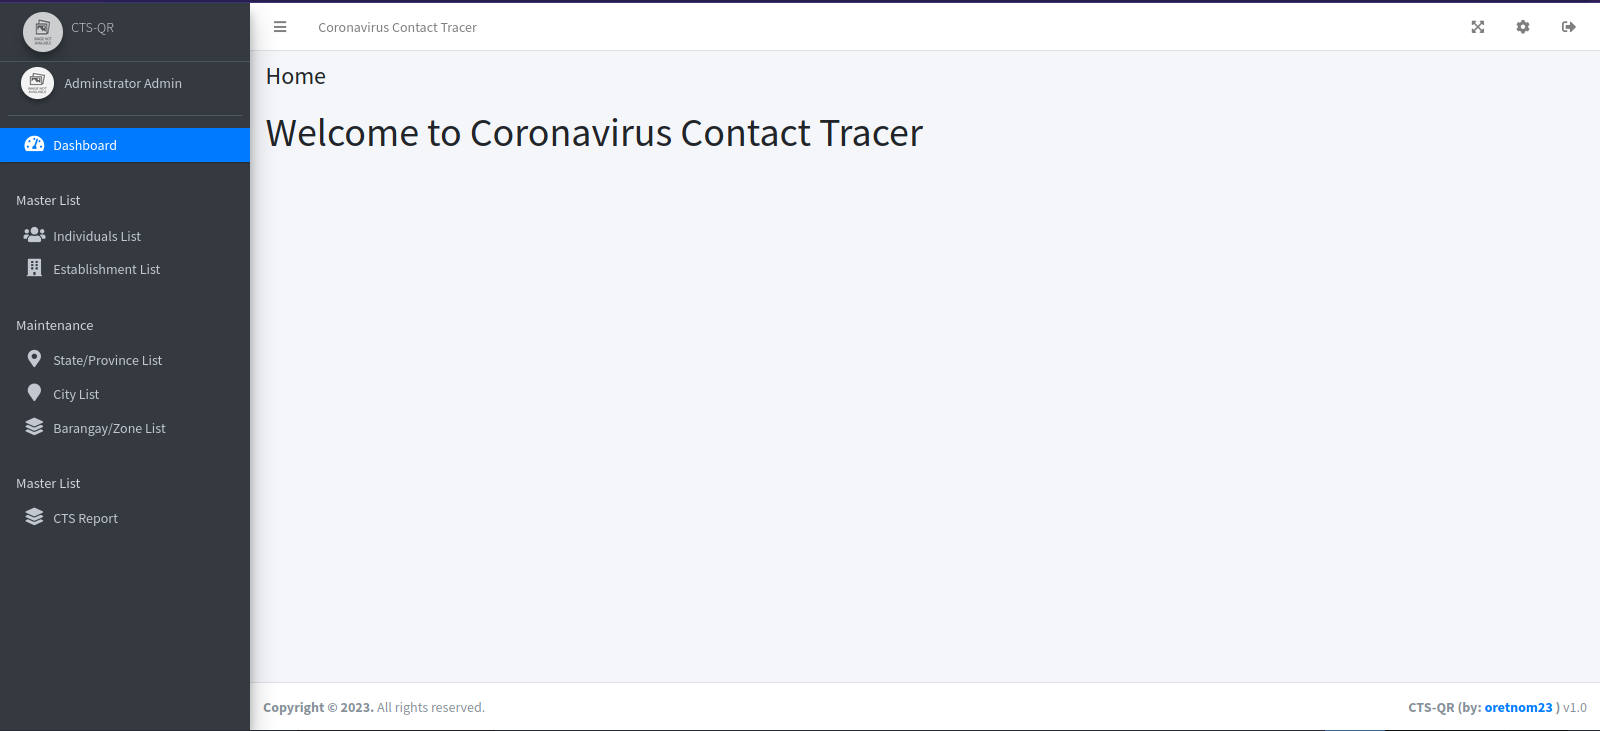 CTS-QR
Adminstrator Admin
Dashboard
Master List
Individuals List
Establishment List
Maintenance
State/Province List
City List
Barangay/Zone List
Master List
CTS Report
Coronavirus Contact Tracer
Home
Welcome to Coronavirus Contact Tracer
Copyright © 2023. All rights reserved.
CTS-QR (by: oretnom23 ) v1.0